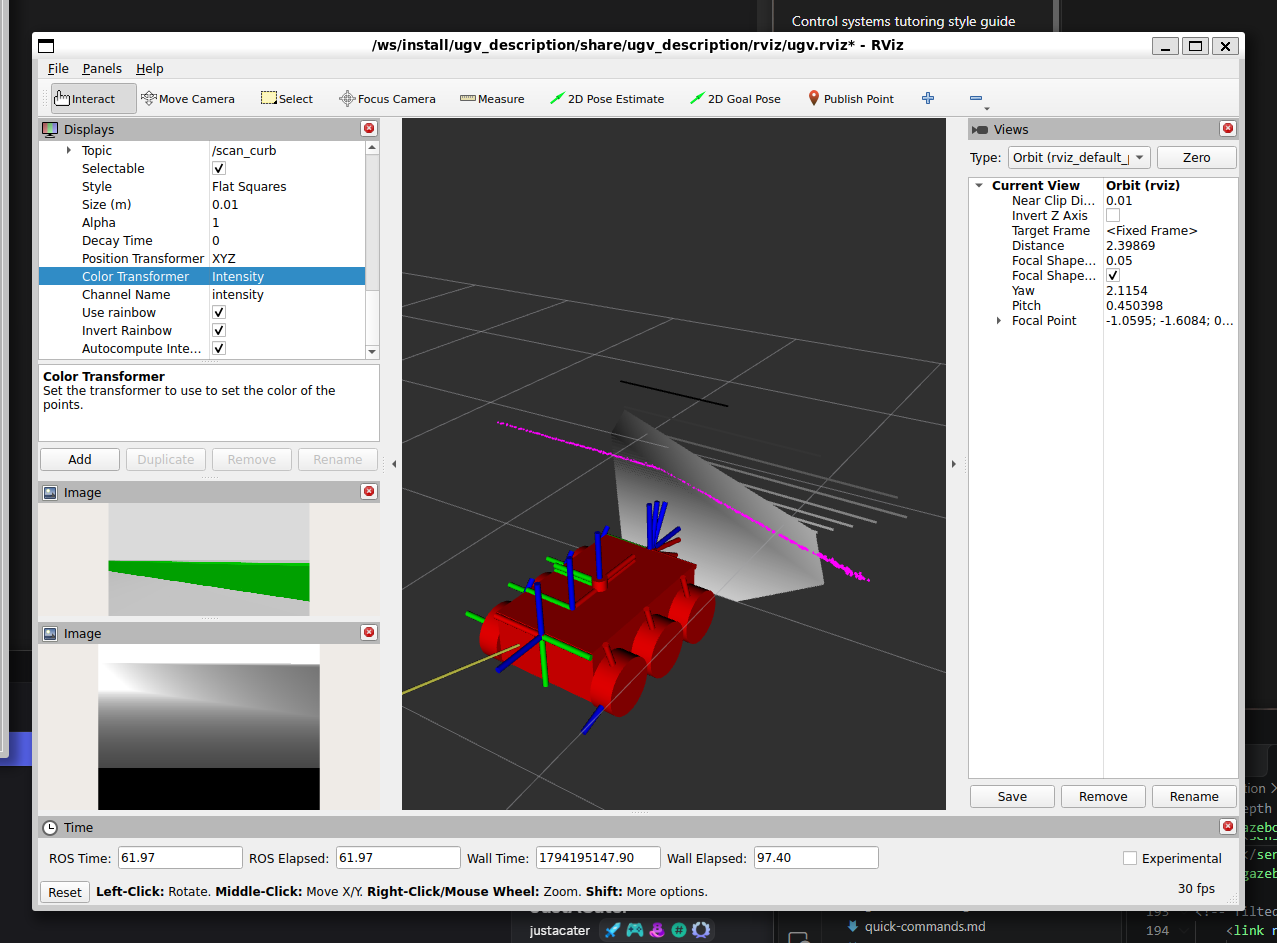 Control systems tutoring style guide
/ws/install/ugv_description/share/ugv_description/rviz/ugv.rviz* - RViz
File Panels Help
Interact Move Camera Select Focus Camera Measure 2D Pose Estimate 2D Goal Pose Publish Point
Displays
Topic /scan_curb
Selectable
Style Flat Squares
Size (m) 0.01
Alpha 1
Decay Time 0
Position Transformer XYZ
Color Transformer Intensity
Channel Name intensity
Use rainbow
Invert Rainbow
Autocompute Inte...
Color Transformer
Set the transformer to use to set the color of the
points.
Add Duplicate Remove Rename
Image
Image
Views
Type: Orbit (rviz_default_ Zero
Current View Orbit (rviz)
Near Clip Di... 0.01
Invert Z Axis
Target Frame <Fixed Frame>
Distance 2.39869
Focal Shape... 0.05
Focal Shape...
Yaw 2.1154
Pitch 0.450398
Focal Point -1.0595; -1.6084; 0...
Save Remove Rename
Time
ROS Time: 61.97 ROS Elapsed: 61.97 Wall Time: 1794195147.90 Wall Elapsed: 97.40 Experimental
Reset Left-Click: Rotate. Middle-Click: Move X/Y. Right-Click/Mouse Wheel: Zoom. Shift: More options. 30 fps
justacater
quick-commands.md
194 <link